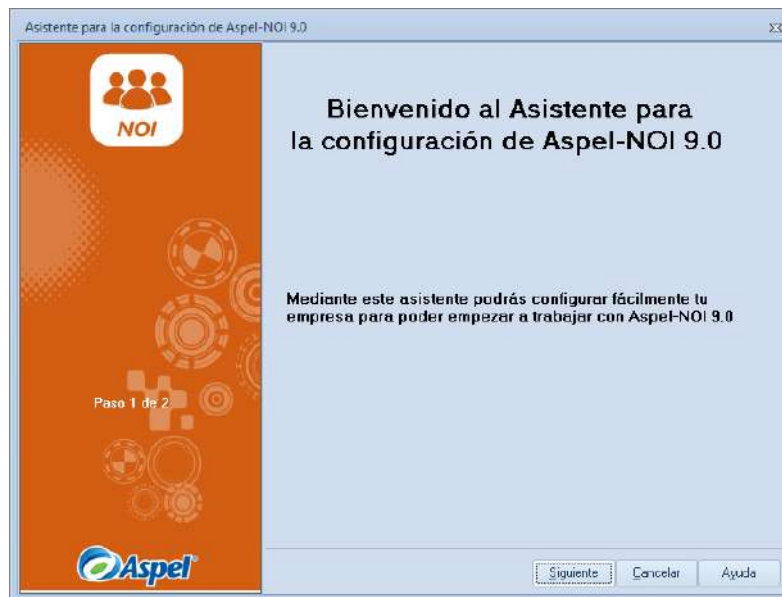 Asistente para la configuración de Aspel-NOI 9.0
NOI
Bienvenido al Asistente para
la configuración de Aspel-NOI 9.0
Mediante este asistente podrás configurar fácilmente tu
empresa para poder empezar a trabajar con Aspel-NOI 9.0
Paso 1 de 2
Aspel
Siguiente Cancelar Ayuda